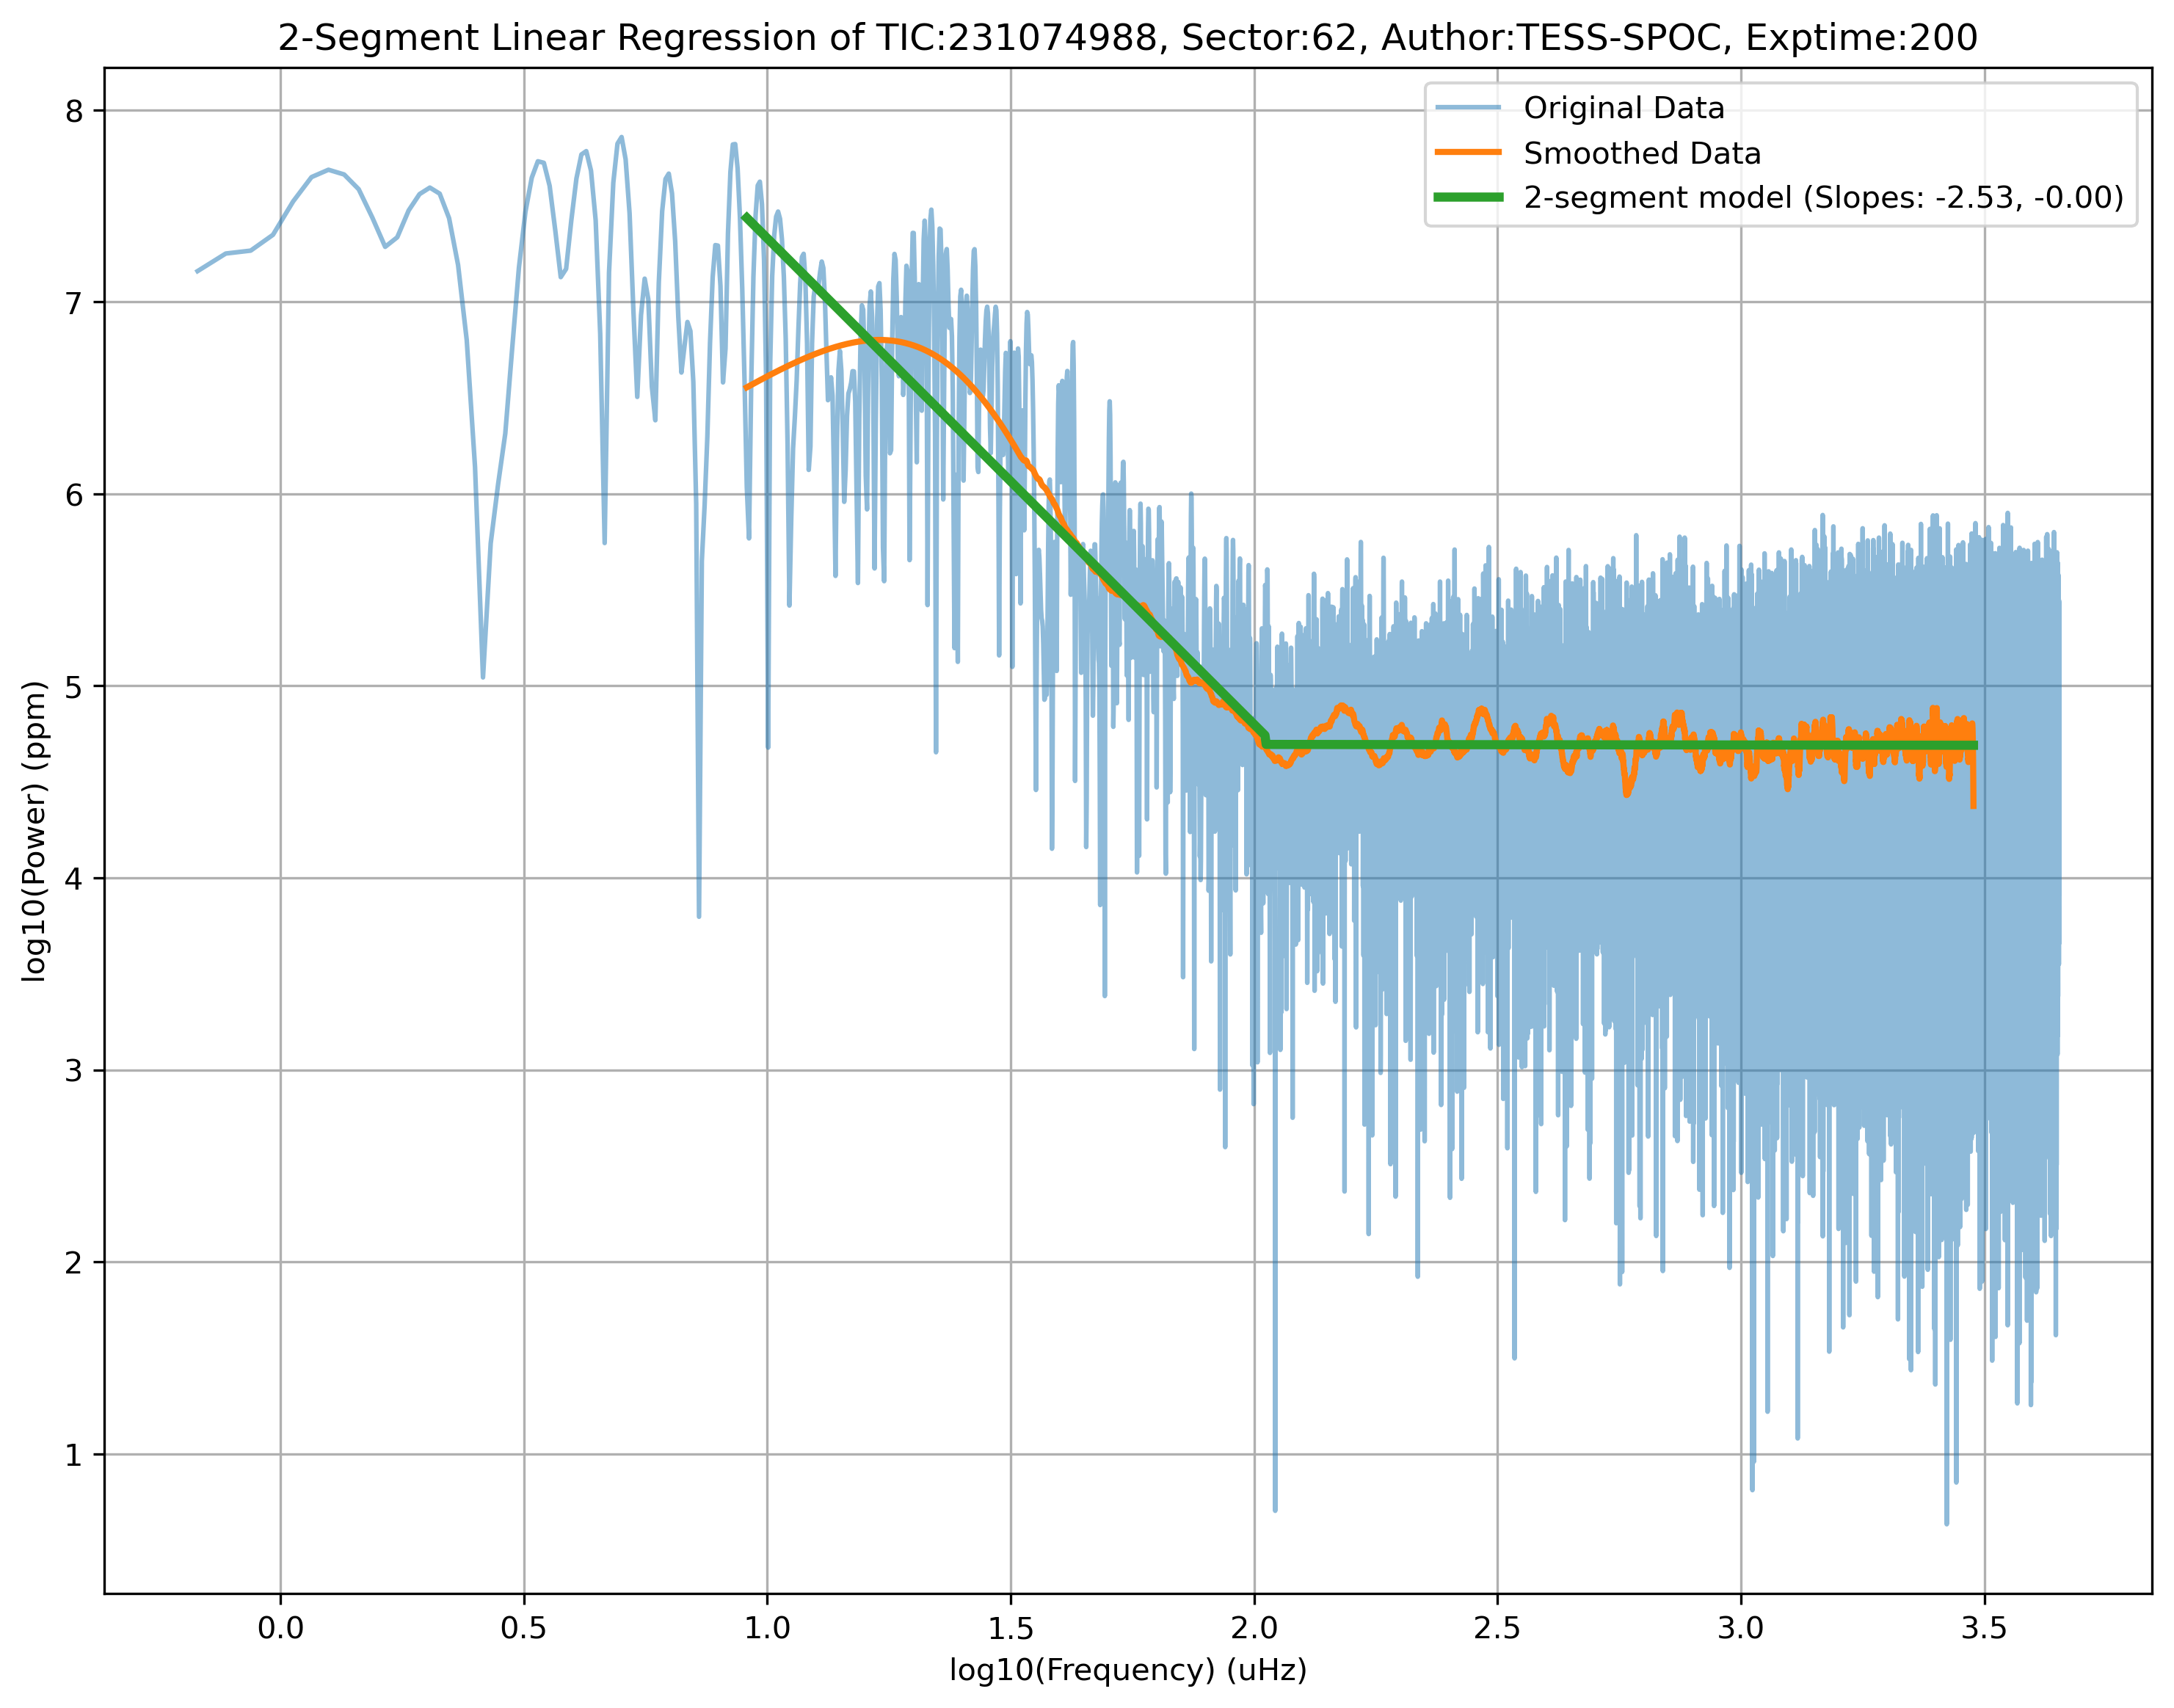 2-Segment Linear Regression of TIC:231074988, Sector:62, Author:TESS-SPOC, Exptime:200
Original Data
Smoothed Data
2-segment model (Slopes: -2.53, -0.00)
log10(Power) (ppm)
8
7
6
5
4
3
2
1
0.0 0.5 1.0 1.5 2.0 2.5 3.0 3.5
log10(Frequency) (uHz)